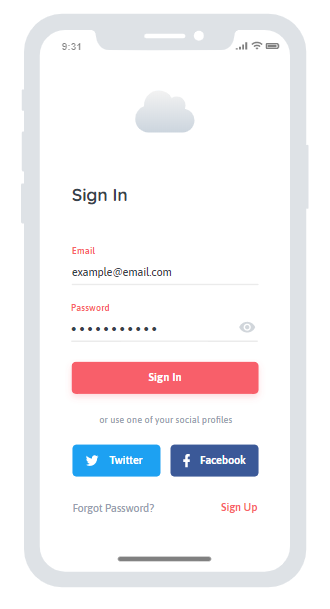 9:31
Sign In
Email
example@email.com
Password
Sign In
or use one of your social profiles
Twitter
Facebook
Forgot Password?
Sign Up